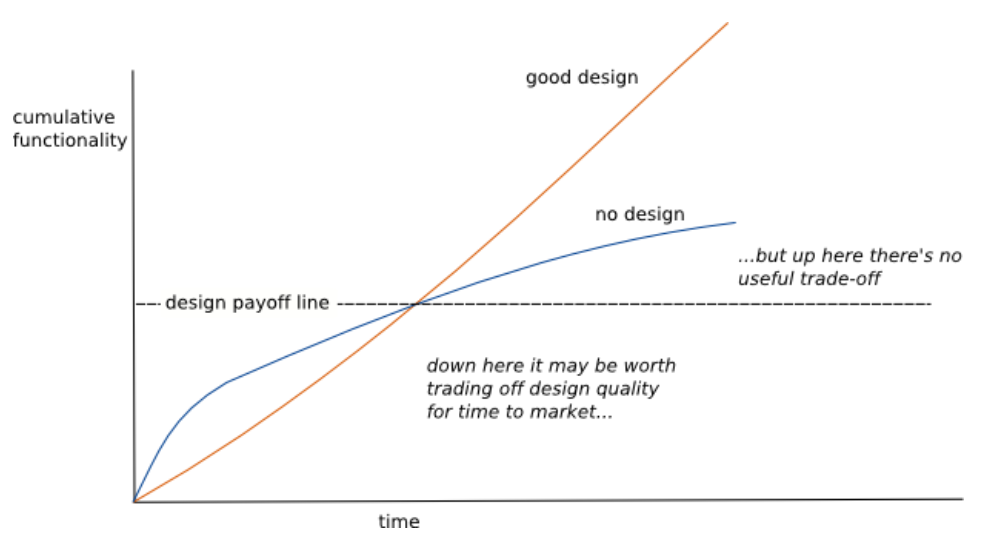 good design
cumulative
functionality
no design
...but up here there's no
useful trade-off
design payoff line
down here it may be worth
trading off design quality
for time to market...
time